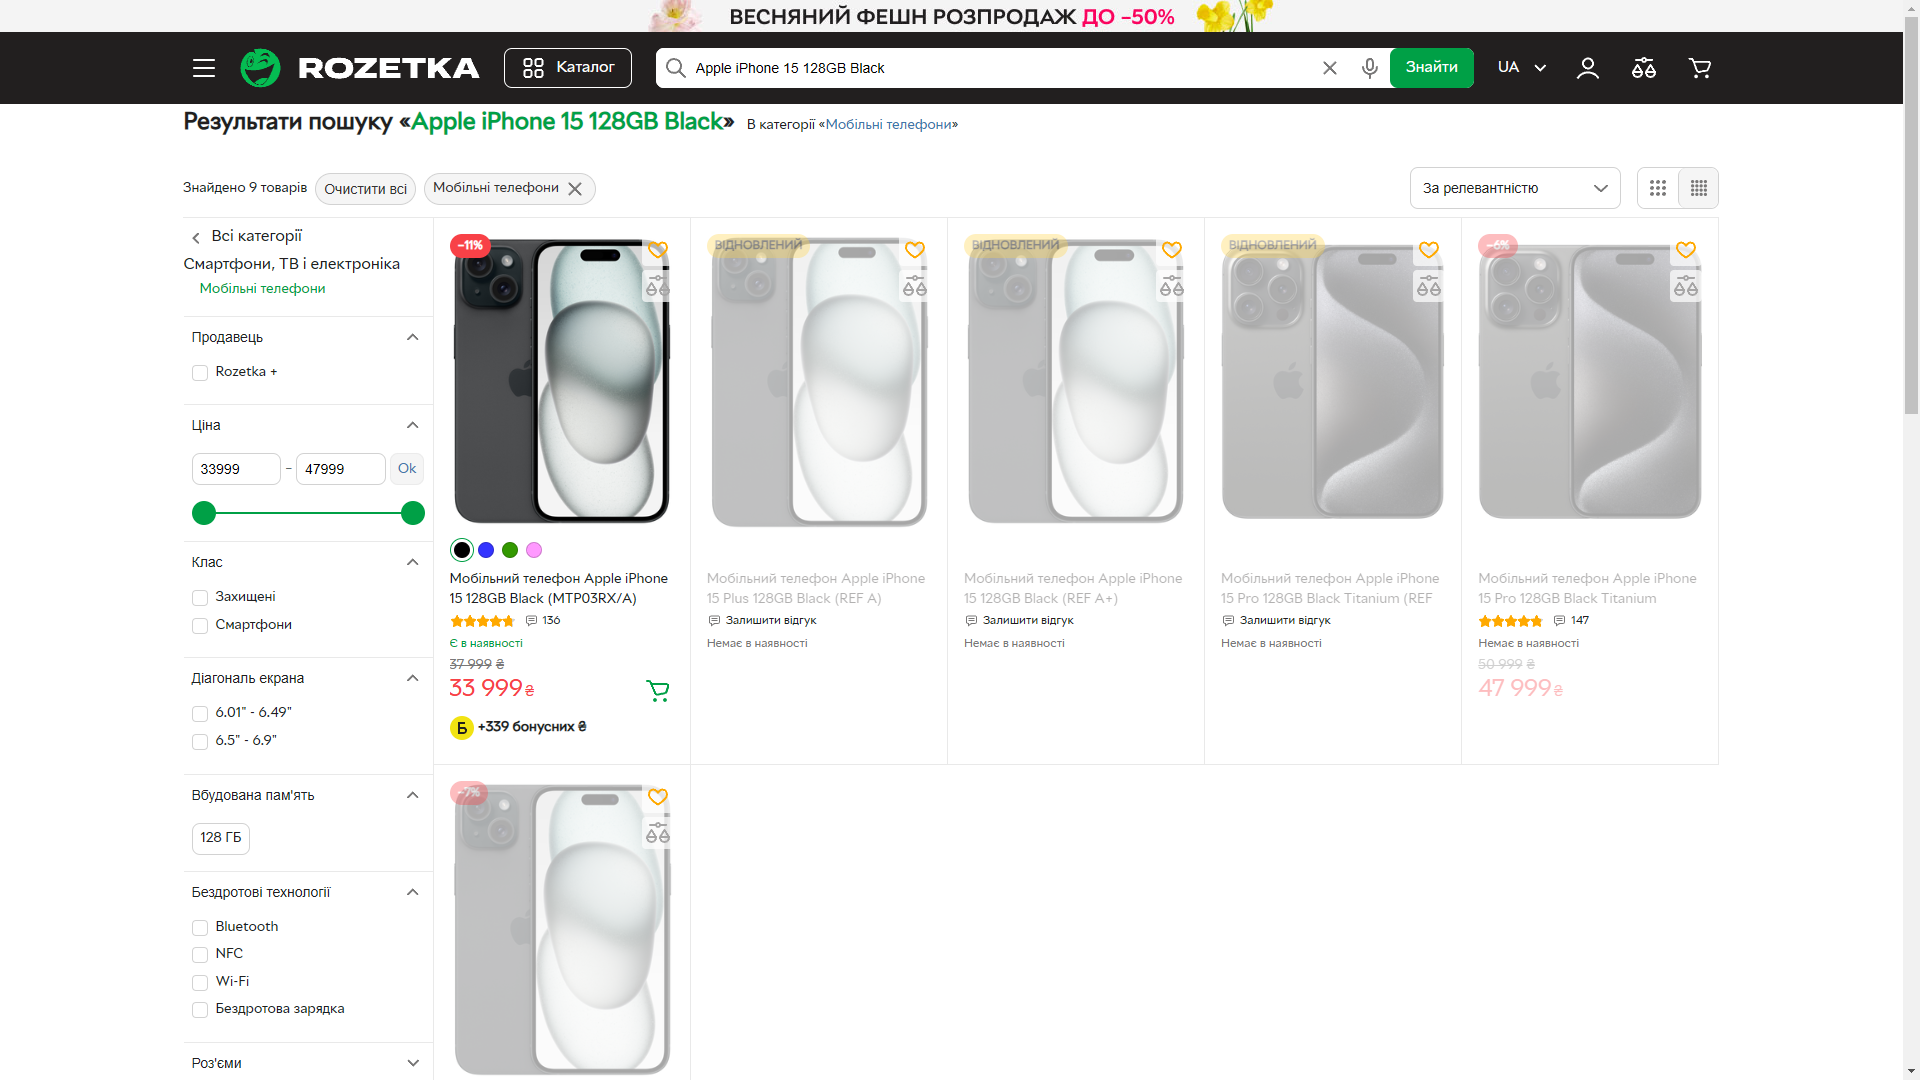 ВЕСНЯНИЙ ФЕШН РОЗПРОДАЖ ДО −50%
ROZETKA
Каталог
Apple iPhone 15 128GB Black
Знайти
UA
Результати пошуку «Apple iPhone 15 128GB Black» В категорії «Мобільні телефони»
Знайдено 9 товарів
Очистити всі
Мобільні телефони
За релевантністю
Всі категорії
Смартфони, ТВ і електроніка
Мобільні телефони
Продавець
Rozetka +
Ціна
33999 – 47999 Ok
Клас
Захищені
Смартфони
Діагональ екрана
6.01" - 6.49"
6.5" - 6.9"
Вбудована пам'ять
128 ГБ
Бездротові технології
Bluetooth
NFC
Wi-Fi
Бездротова зарядка
Роз'єми
−11%
Мобільний телефон Apple iPhone
15 128GB Black (MTP03RX/A)
136
Є в наявності
37 999 ₴
33 999 ₴
Б +339 бонусних ₴
ВІДНОВЛЕНИЙ
Мобільний телефон Apple iPhone
15 Plus 128GB Black (REF A)
Залишити відгук
Немає в наявності
ВІДНОВЛЕНИЙ
Мобільний телефон Apple iPhone
15 128GB Black (REF A+)
Залишити відгук
Немає в наявності
ВІДНОВЛЕНИЙ
Мобільний телефон Apple iPhone
15 Pro 128GB Black Titanium (REF
Залишити відгук
Немає в наявності
−6%
Мобільний телефон Apple iPhone
15 Pro 128GB Black Titanium
147
Немає в наявності
50 999 ₴
47 999 ₴
−7%